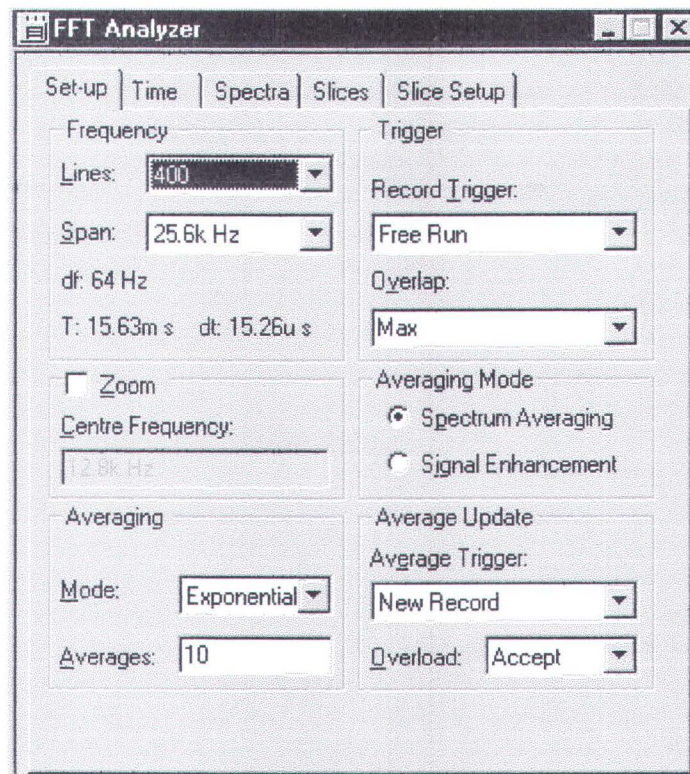 FFT Analyzer
Set-up Time Spectra Slices Slice Setup
Frequency
Lines: 400
Span: 25.6k Hz
df: 64 Hz
T: 15.63m s dt: 15.26u s
Trigger
Record Trigger:
Free Run
Overlap:
Max
Zoom
Centre Frequency:
12.8k Hz
Averaging Mode
Spectrum Averaging
Signal Enhancement
Averaging
Mode: Exponential
Averages: 10
Average Update
Average Trigger:
New Record
Overload: Accept